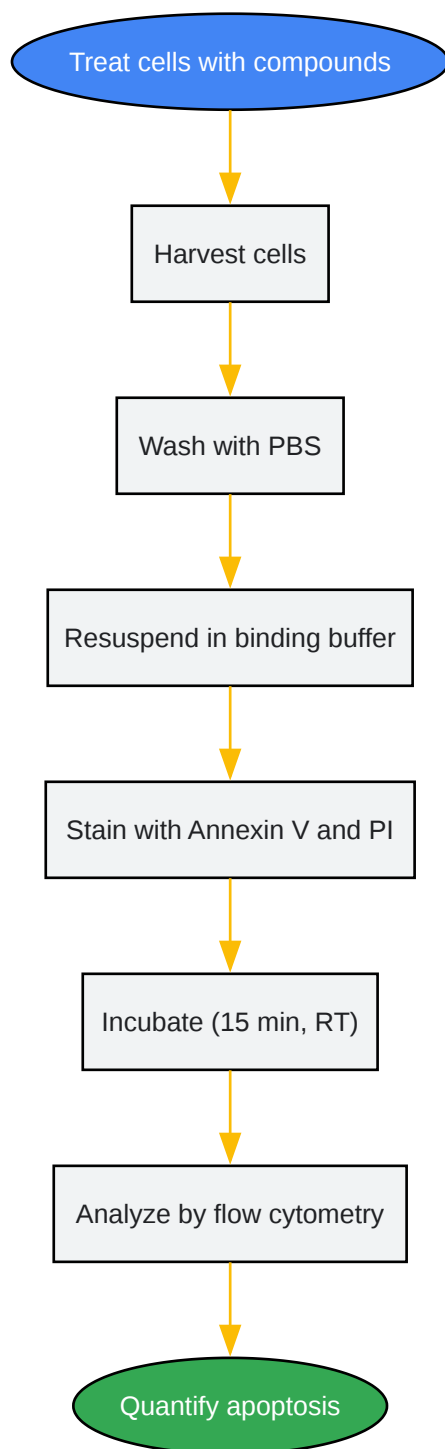 Treat cells with compounds
Harvest cells
Wash with PBS
Resuspend in binding buffer
Stain with Annexin V and PI
Incubate (15 min, RT)
Analyze by flow cytometry
Quantify apoptosis